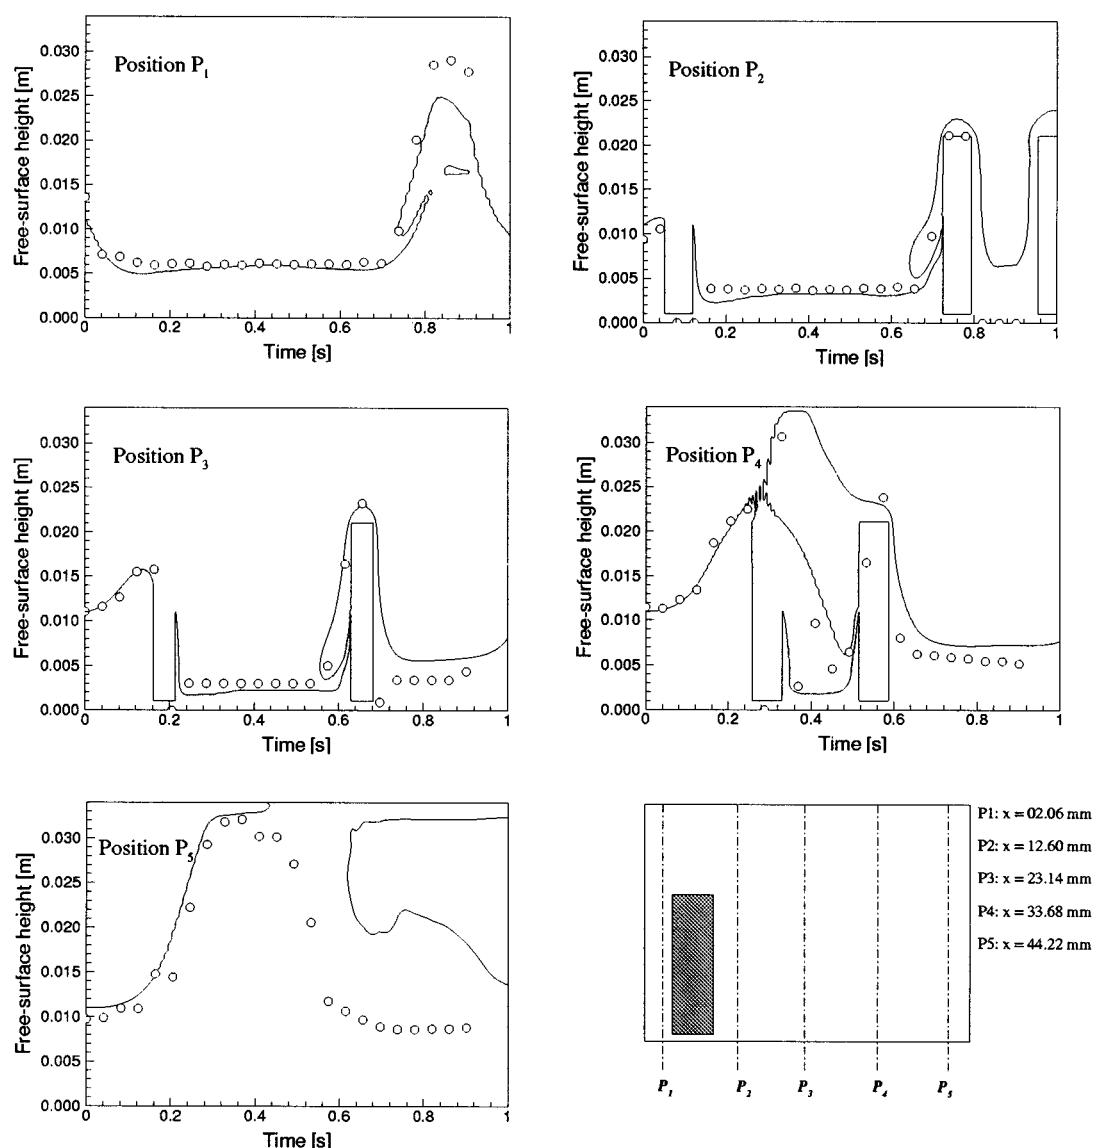 Position P1
Free-surface height [m]
0.030
0.025
0.020
0.015
0.010
0.005
0.000
0 0.2 0.4 0.6 0.8 1
Time [s]
Position P2
Free-surface height [m]
0.030
0.025
0.020
0.015
0.010
0.005
0.000
0 0.2 0.4 0.6 0.8 1
Time [s]
Position P3
Free-surface height [m]
0.030
0.025
0.020
0.015
0.010
0.005
0.000
0 0.2 0.4 0.6 0.8 1
Time [s]
Position P4
Free-surface height [m]
0.030
0.025
0.020
0.015
0.010
0.005
0.000
0 0.2 0.4 0.6 0.8 1
Time [s]
Position P5
Free-surface height [m]
0.030
0.025
0.020
0.015
0.010
0.005
0.000
0 0.2 0.4 0.6 0.8 1
Time [s]
P1: x = 02.06 mm
P2: x = 12.60 mm
P3: x = 23.14 mm
P4: x = 33.68 mm
P5: x = 44.22 mm
P1 P2 P3 P4 P5